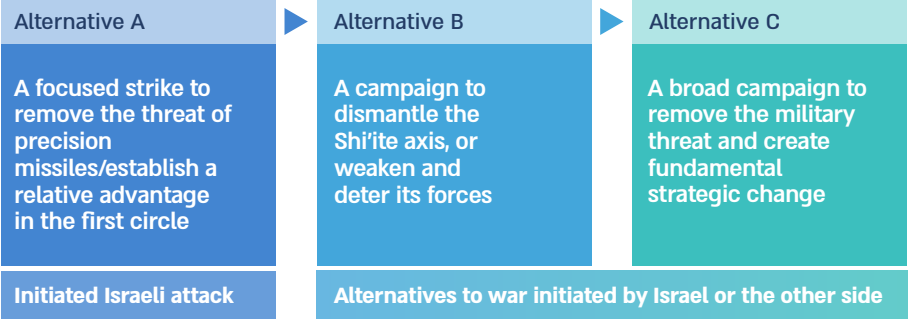 Alternative A
A focused strike to
remove the threat of
precision
missiles/establish a
relative advantage
in the first circle
Initiated Israeli attack
Alternative B
A campaign to
dismantle the
Shi'ite axis, or
weaken and
deter its forces
Alternative C
A broad campaign to
remove the military
threat and create
fundamental
strategic change
Alternatives to war initiated by Israel or the other side